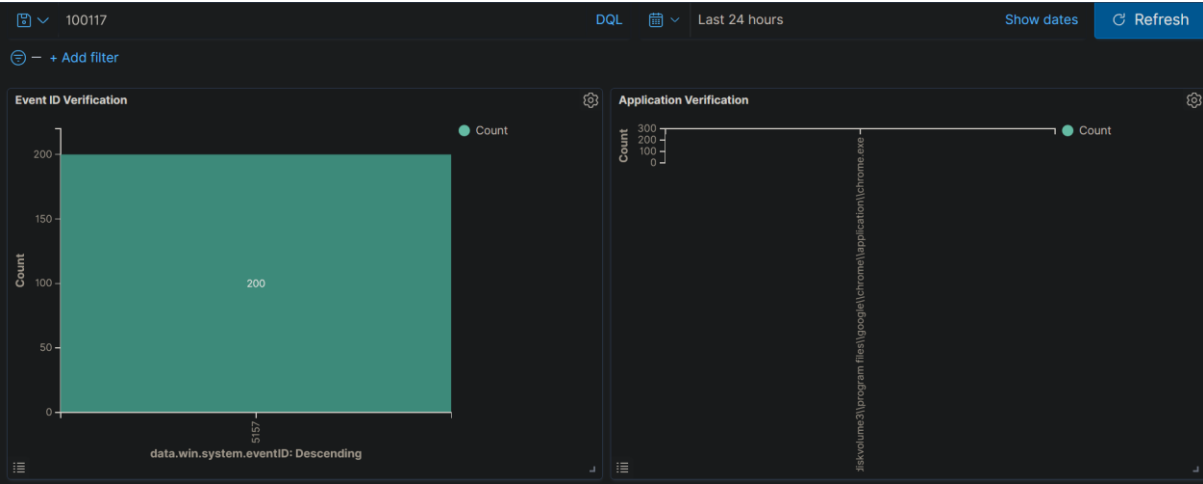 100117 DQL Last 24 hours Show dates Refresh
+ Add filter
Event ID Verification
Count
200
150
100
50
0
Count
200
5157
data.win.system.eventID: Descending
Application Verification
Count
300
200
100
0
Count
diskvolume3\\program files\\google\\chrome\\application\\chrome.exe